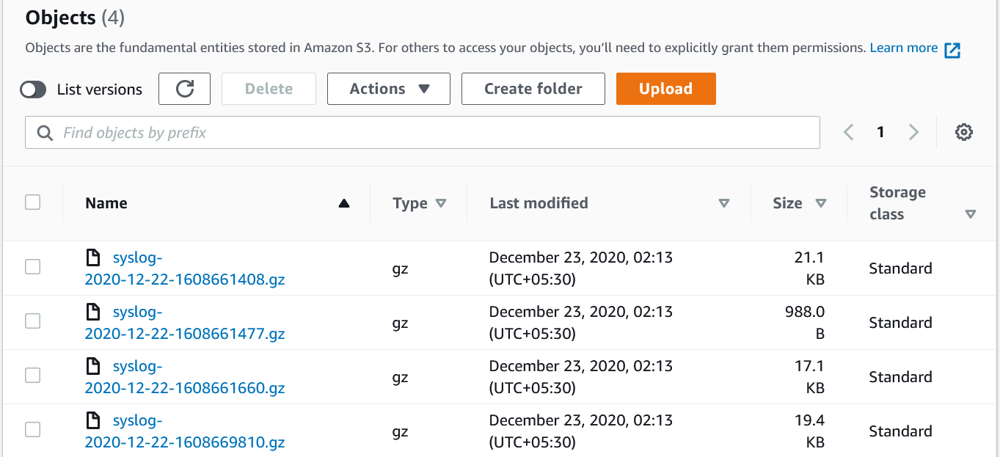 Objects (4)
Objects are the fundamental entities stored in Amazon S3. For others to access your objects, you’ll need to explicitly grant them permissions. Learn more
List versions Delete Actions Create folder Upload
Find objects by prefix 1
Name Type Last modified Size Storage class
syslog- gz December 23, 2020, 02:13 21.1 Standard
2020-12-22-1608661408.gz (UTC+05:30) KB
syslog- gz December 23, 2020, 02:13 988.0 Standard
2020-12-22-1608661477.gz (UTC+05:30) B
syslog- gz December 23, 2020, 02:13 17.1 Standard
2020-12-22-1608661660.gz (UTC+05:30) KB
syslog- gz December 23, 2020, 02:13 19.4 Standard
2020-12-22-1608669810.gz (UTC+05:30) KB